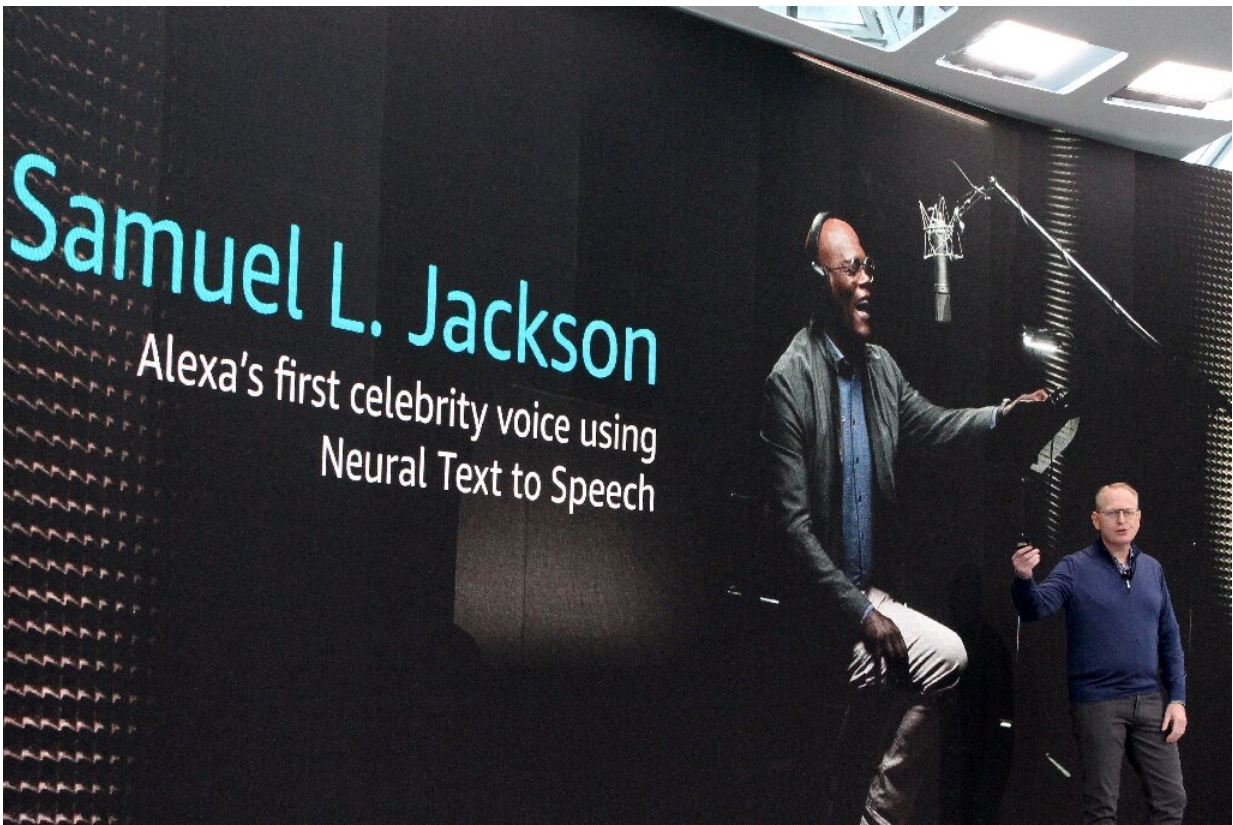 Samuel L. Jackson
Alexa's first celebrity voice using
Neural Text to Speech